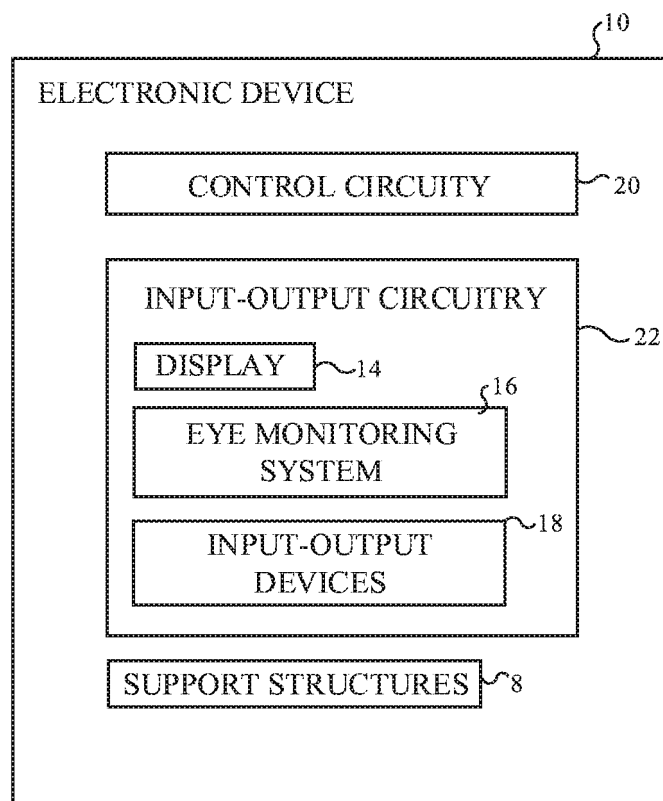 10
ELECTRONIC DEVICE
CONTROL CIRCUITY
20
INPUT-OUTPUT CIRCUITRY
22
DISPLAY
14
16
EYE MONITORING
SYSTEM
18
INPUT-OUTPUT
DEVICES
SUPPORT STRUCTURES
8